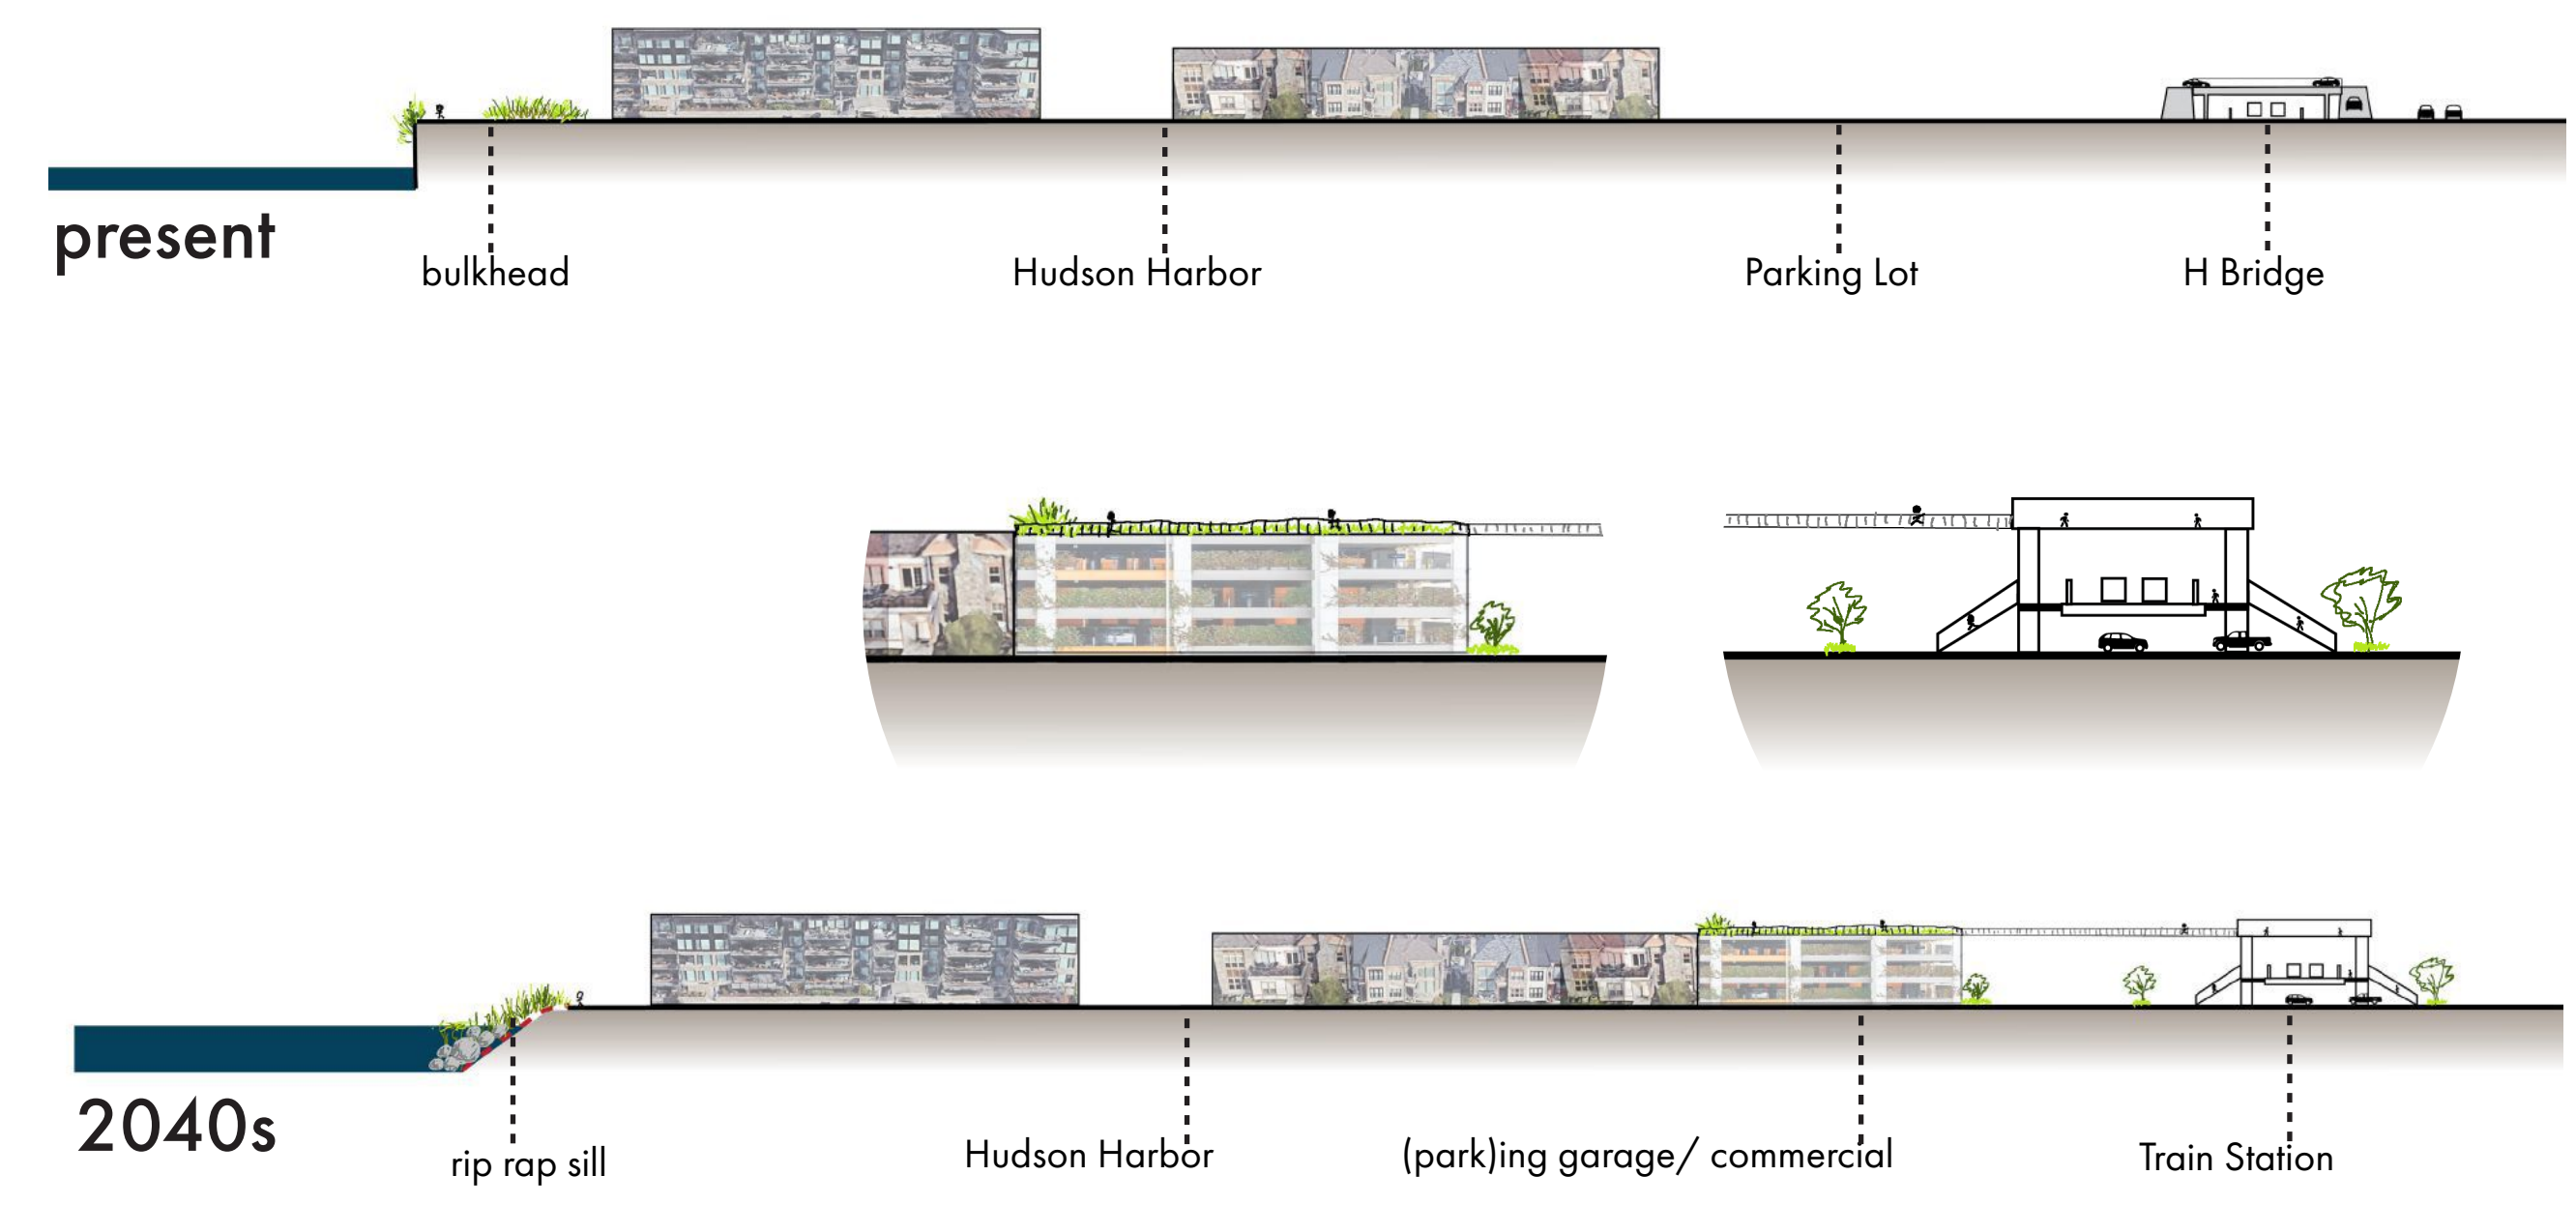 present
bulkhead
Hudson Harbor
Parking Lot
H Bridge
2040s
rip rap sill
Hudson Harbor
(park)ing garage/ commercial
Train Station